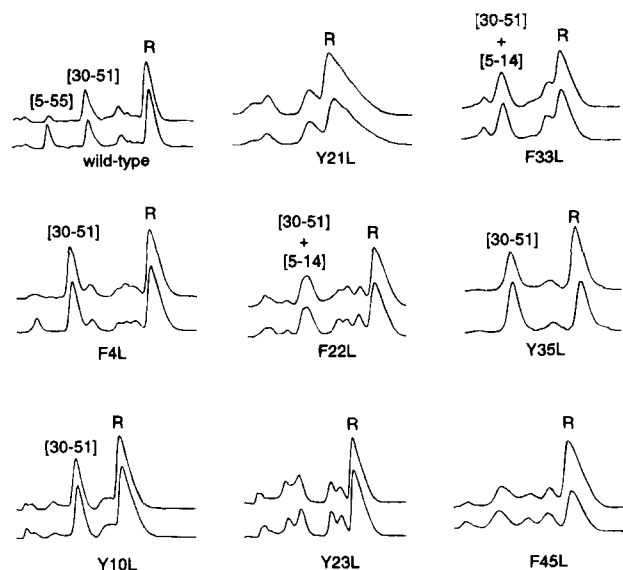 R
[30-51]
[5-55]
wild-type
R
Y21L
[30-51]
+
[5-14]
R
F33L
R
[30-51]
F4L
[30-51]
+
[5-14]
R
F22L
R
[30-51]
Y35L
R
[30-51]
Y10L
R
Y23L
R
F45L